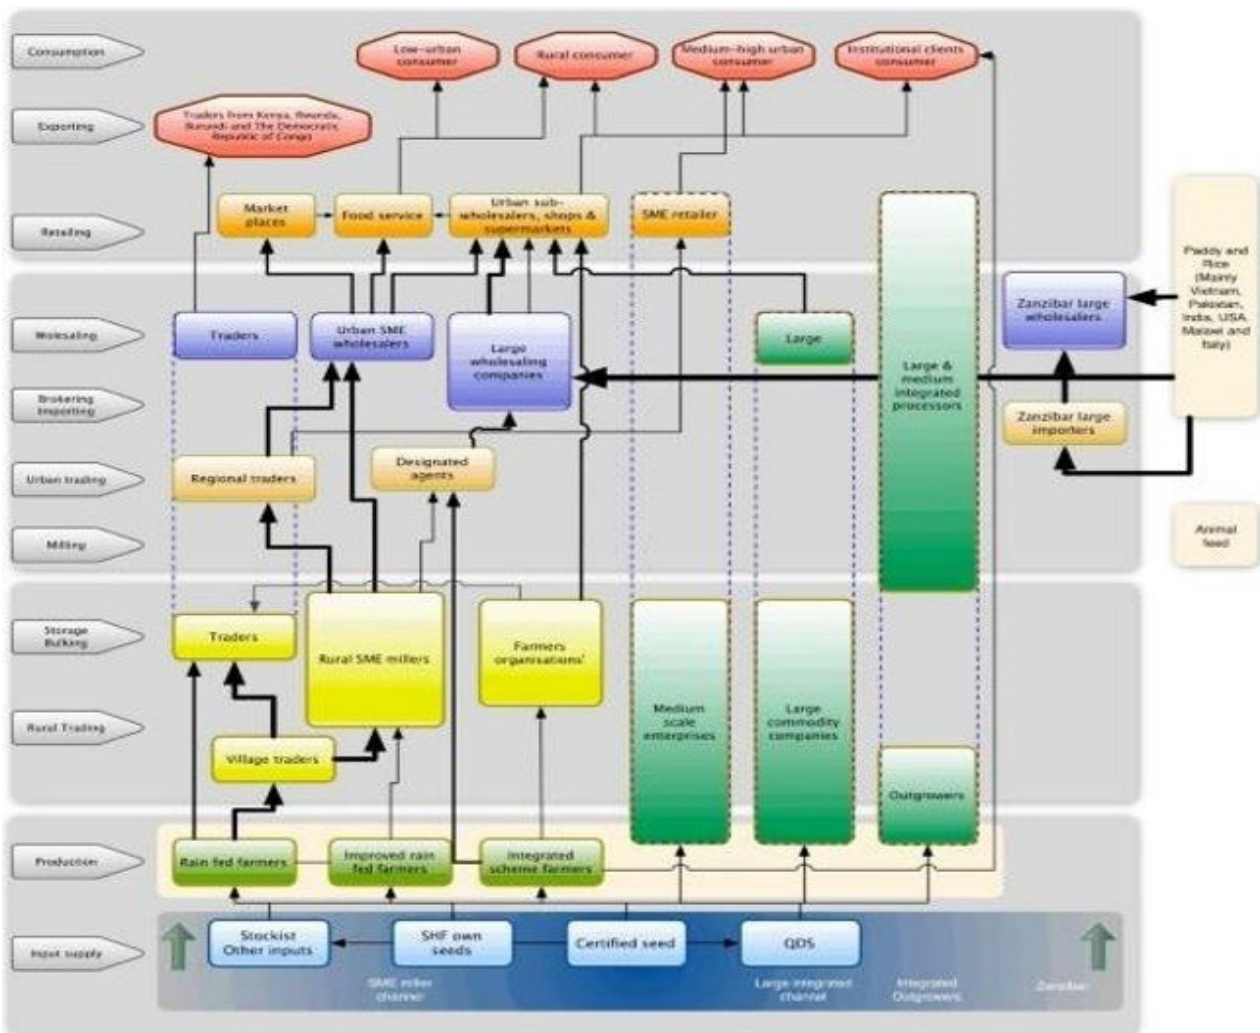 Consumption
Low-urban
consumer
Rural consumer
Medium-high urban
consumer
Institutional clients
consumer
Exporting
Traders from Kenya, Rwanda,
Burundi and The Democratic
Republic of Congo)
Retailing
Market
places
Food service
Urban sub-
wholesalers, shops &
supermarkets
SME retailer
Paddy and
Rice
(Mainly
Vietnam,
Pakistan,
India, USA,
Malawi and
Italy)
Wolesaling
Traders
Urban SME
wholesalers
Large
wholesaling
companies
Large
Large &
medium
integrated
processors
Zanzibar large
wholesalers
Brokering
Importing
Zanzibar large
importers
Urban trading
Regional traders
Designated
agents
Milling
Animal
feed
Storage
Bulking
Traders
Rural SME millers
Farmers
organisations'
Rural Trading
Village traders
Medium
scale
enterprises
Large
commodity
companies
Outgrowers
Production
Rain fed farmers
Improved rain
fed farmers
Integrated
scheme farmers
Input supply
Stockist
Other inputs
SHF own
seeds
Certified seed
QDS
SME miller
channel
Large integrated
channel
Integrated
Outgrowers
Zanzibar